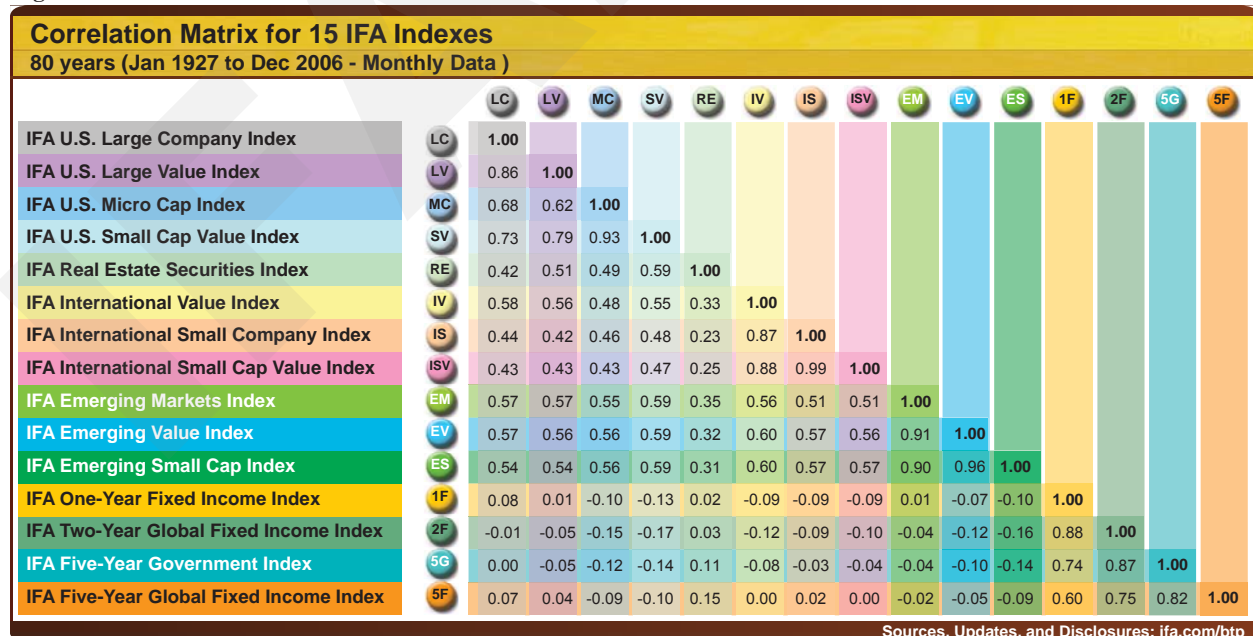 Correlation Matrix for 15 IFA Indexes
80 years (Jan 1927 to Dec 2006 - Monthly Data )
LC LV MC SV RE IV IS ISV EM EV ES 1F 2F 5G 5F
IFA U.S. Large Company Index LC 1.00
IFA U.S. Large Value Index LV 0.86 1.00
IFA U.S. Micro Cap Index MC 0.68 0.62 1.00
IFA U.S. Small Cap Value Index SV 0.73 0.79 0.93 1.00
IFA Real Estate Securities Index RE 0.42 0.51 0.49 0.59 1.00
IFA International Value Index IV 0.58 0.56 0.48 0.55 0.33 1.00
IFA International Small Company Index IS 0.44 0.42 0.46 0.48 0.23 0.87 1.00
IFA International Small Cap Value Index ISV 0.43 0.43 0.43 0.47 0.25 0.88 0.99 1.00
IFA Emerging Markets Index EM 0.57 0.57 0.55 0.59 0.35 0.56 0.51 0.51 1.00
IFA Emerging Value Index EV 0.57 0.56 0.56 0.59 0.32 0.60 0.57 0.56 0.91 1.00
IFA Emerging Small Cap Index ES 0.54 0.54 0.56 0.59 0.31 0.60 0.57 0.57 0.90 0.96 1.00
IFA One-Year Fixed Income Index 1F 0.08 0.01 -0.10 -0.13 0.02 -0.09 -0.09 -0.09 0.01 -0.07 -0.10 1.00
IFA Two-Year Global Fixed Income Index 2F -0.01 -0.05 -0.15 -0.17 0.03 -0.12 -0.09 -0.10 -0.04 -0.12 -0.16 0.88 1.00
IFA Five-Year Government Index 5G 0.00 -0.05 -0.12 -0.14 0.11 -0.08 -0.03 -0.04 -0.04 -0.10 -0.14 0.74 0.87 1.00
IFA Five-Year Global Fixed Income Index 5F 0.07 0.04 -0.09 -0.10 0.15 0.00 0.02 0.00 -0.02 -0.05 -0.09 0.60 0.75 0.82 1.00
Sources, Updates, and Disclosures: ifa.com/btp